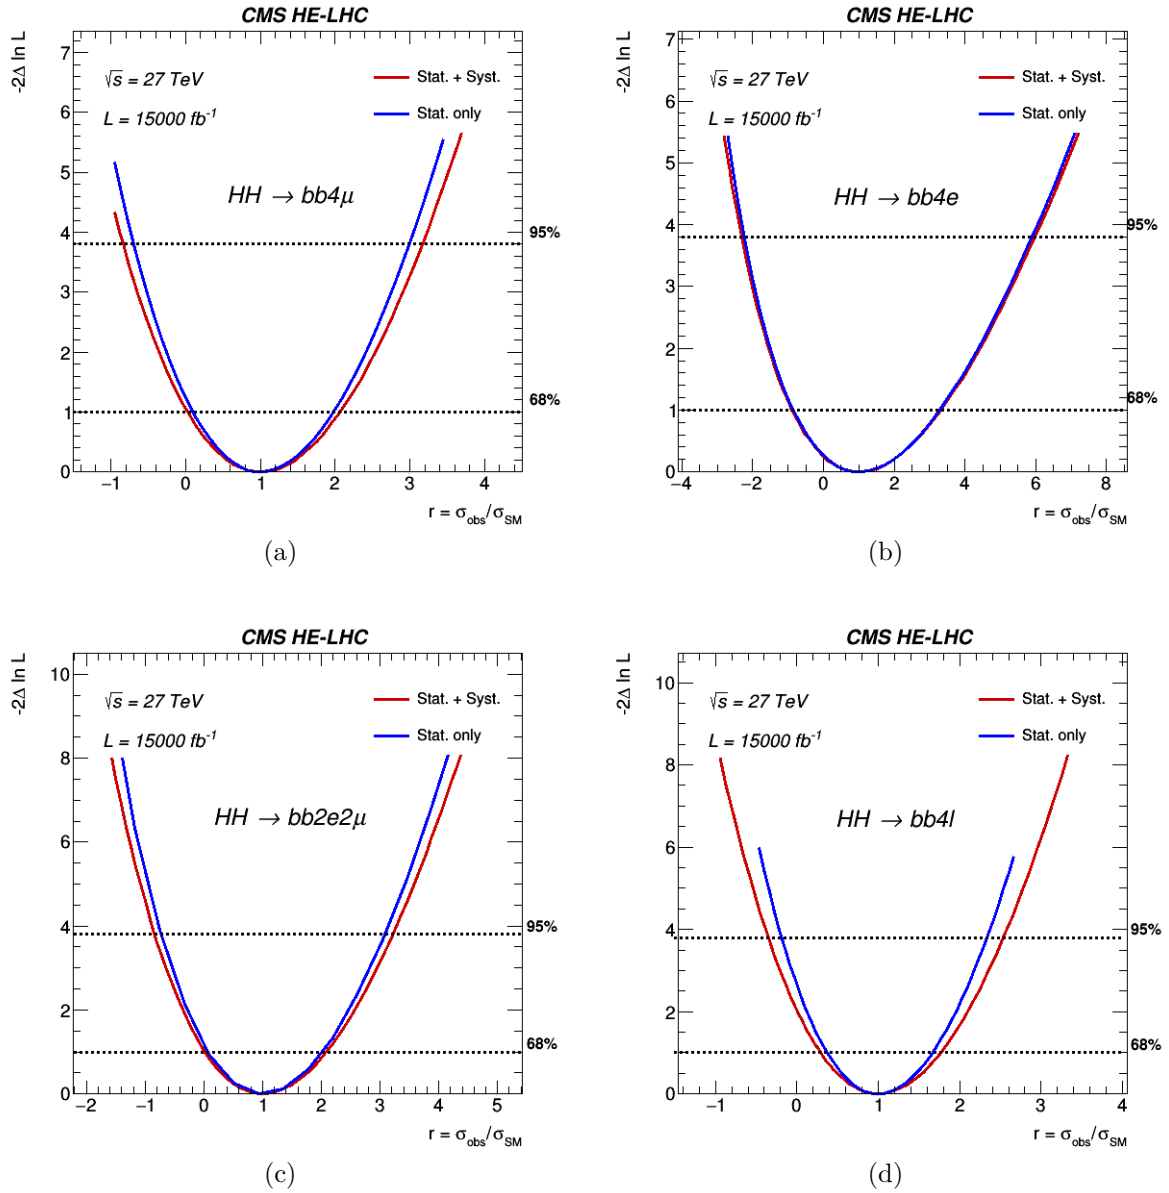 CMS HE-LHC
-2Δ ln L
√s = 27 TeV
L = 15000 fb⁻¹
Stat. + Syst.
Stat. only
HH → bb4μ
95%
68%
7
6
5
4
3
2
1
0
−1 0 1 2 3 4
r = σobs/σSM
(a)
CMS HE-LHC
-2Δ ln L
√s = 27 TeV
L = 15000 fb⁻¹
Stat. + Syst.
Stat. only
HH → bb4e
95%
68%
7
6
5
4
3
2
1
0
−4 −2 0 2 4 6 8
r = σobs/σSM
(b)
CMS HE-LHC
-2Δ ln L
√s = 27 TeV
L = 15000 fb⁻¹
Stat. + Syst.
Stat. only
HH → bb2e2μ
95%
68%
10
8
6
4
2
0
−2 −1 0 1 2 3 4 5
r = σobs/σSM
(c)
CMS HE-LHC
-2Δ ln L
√s = 27 TeV
L = 15000 fb⁻¹
Stat. + Syst.
Stat. only
HH → bb4l
95%
68%
10
8
6
4
2
0
−1 0 1 2 3 4
r = σobs/σSM
(d)